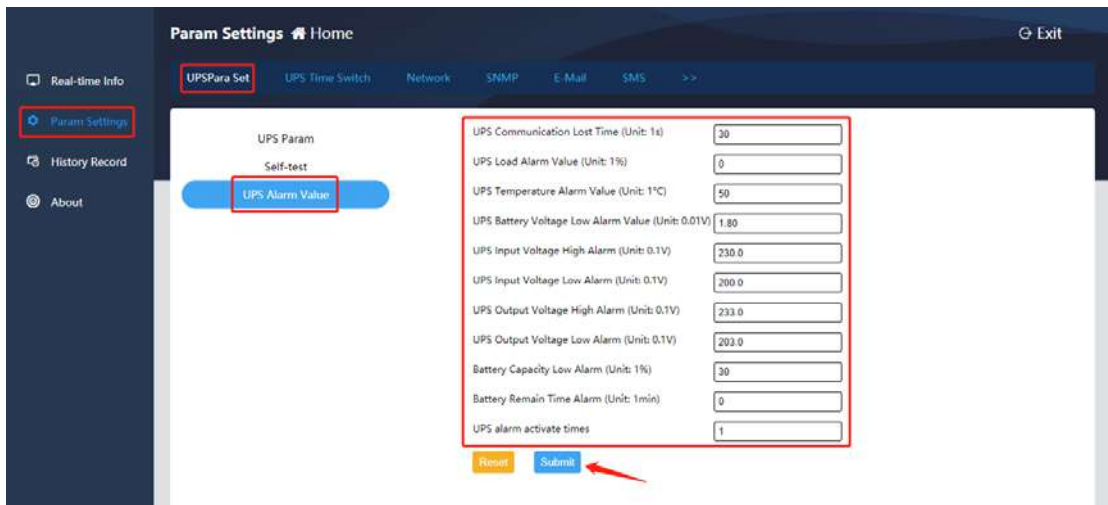 Param Settings Home
Exit
Real-time Info
Param Settings
History Record
About
UPSPara Set UPS Time Switch Network SNMP E-Mail SMS >>
UPS Param
Self-test
UPS Alarm Value
UPS Communication Lost Time (Unit: 1s) 30
UPS Load Alarm Value (Unit: 1%) 0
UPS Temperature Alarm Value (Unit: 1°C) 50
UPS Battery Voltage Low Alarm Value (Unit: 0.01V) 1.80
UPS Input Voltage High Alarm (Unit: 0.1V) 230.0
UPS Input Voltage Low Alarm (Unit: 0.1V) 200.0
UPS Output Voltage High Alarm (Unit: 0.1V) 233.0
UPS Output Voltage Low Alarm (Unit: 0.1V) 203.0
Battery Capacity Low Alarm (Unit: 1%) 30
Battery Remain Time Alarm (Unit: 1min) 0
UPS alarm activate times 1
Reset Submit